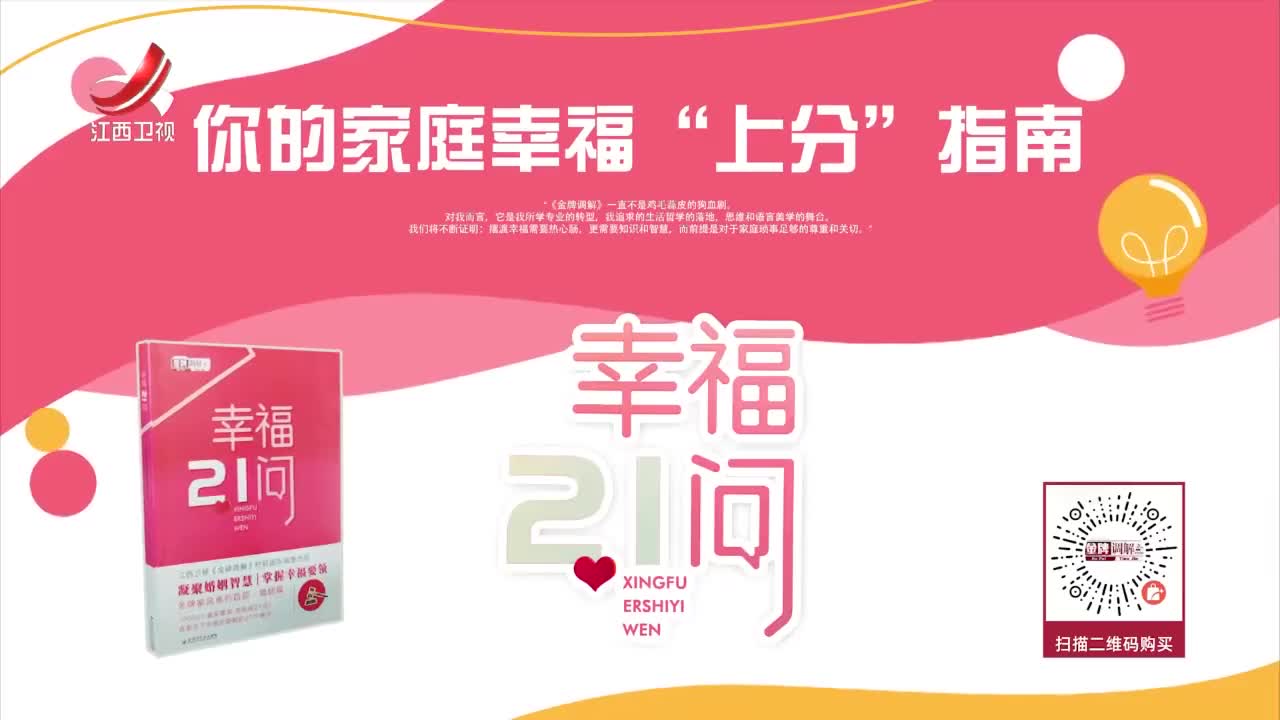 江西卫视
你的家庭幸福“上分”指南
“《金牌调解》一直不是鸡毛蒜皮的狗血剧。
对我而言，它是我所学专业的转型，我追求的生活哲学的落地，思维和语言美学的舞台。
我们将不断证明：摆渡幸福需要热心肠，更需要知识和智慧，而前提是对于家庭琐事足够的尊重和关切。”
幸福
21问
XINGFU
ERSHIYI
WEN
凝聚婚姻智慧|掌握幸福要领
幸福
21问
XINGFU
ERSHIYI
WEN
金牌调解
扫描二维码购买